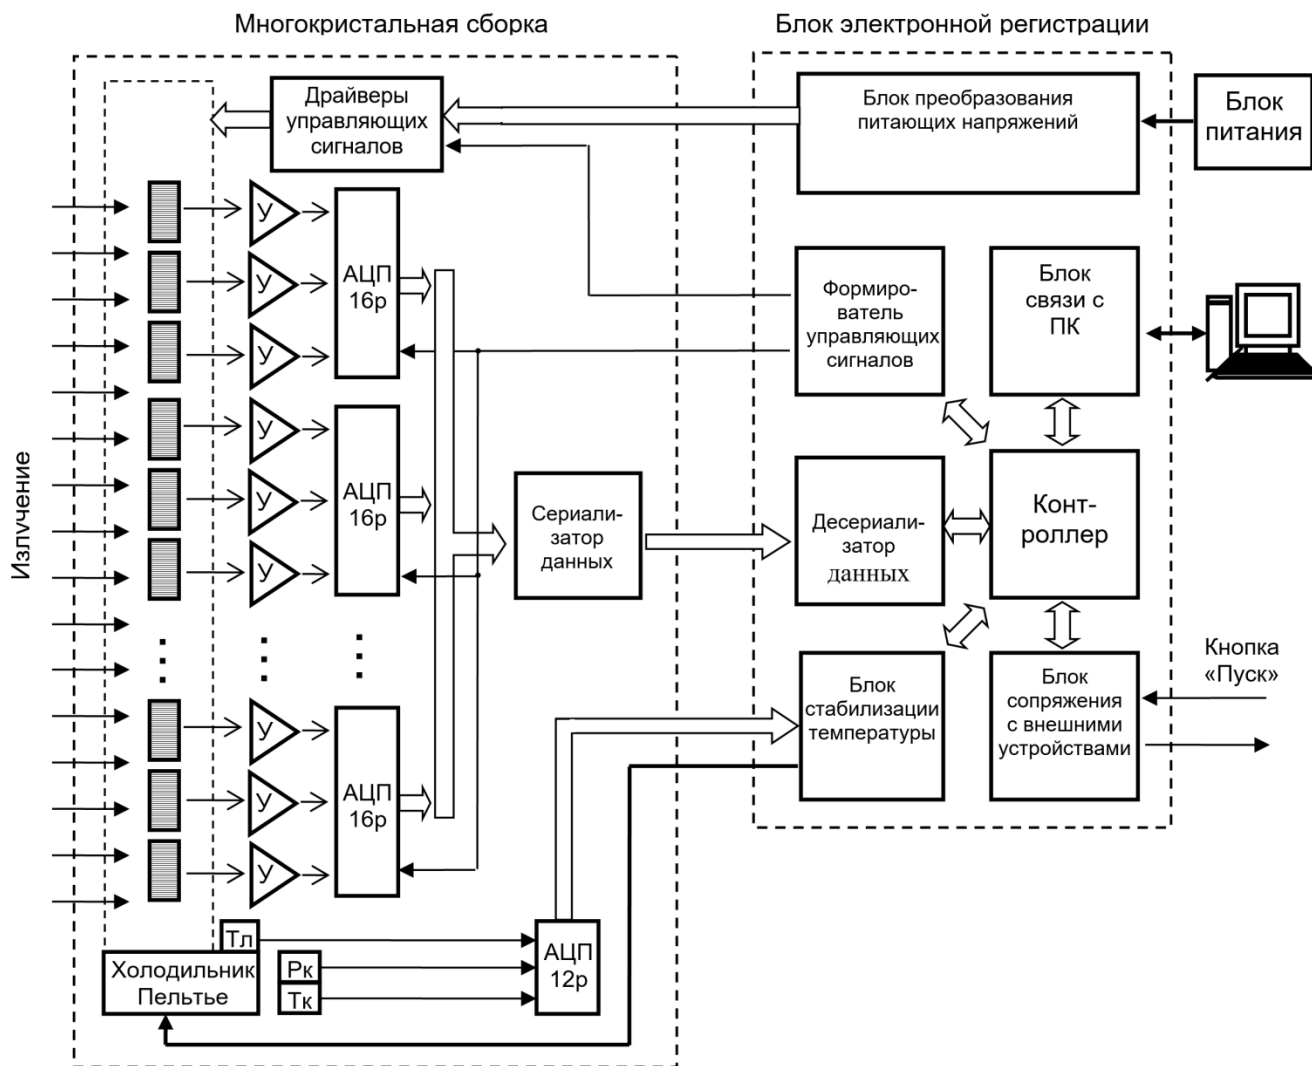 Многокристальная сборка
Блок электронной регистрации
Драйверы
управляющих
сигналов
Блок преобразования
питающих напряжений
Блок
питания
У
У
У
АЦП
16р
Формиро-
ватель
управляющих
сигналов
Блок
связи с
ПК
У
У
У
АЦП
16р
Излучение
Сериали-
затор
данных
Десериали-
затор
данных
Конт-
роллер
У
У
У
АЦП
16р
Блок
стабилизации
температуры
Блок
сопряжения
с внешними
устройствами
Кнопка
«Пуск»
Тл
Рк
Тк
АЦП
12р
Холодильник
Пельтье